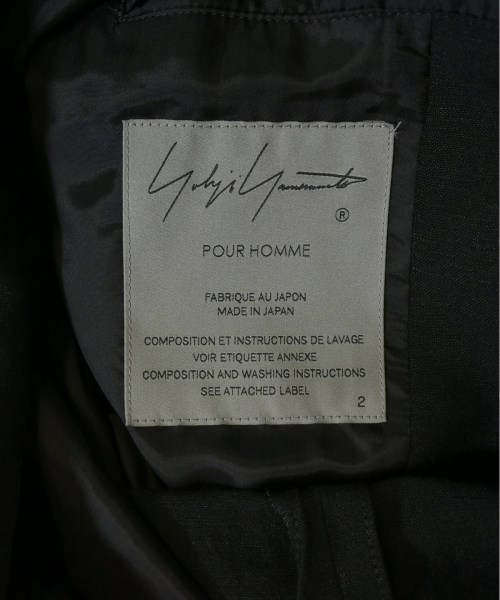 Yohji Yamamoto
®
POUR HOMME
FABRIQUE AU JAPON
MADE IN JAPAN
COMPOSITION ET INSTRUCTIONS DE LAVAGE
VOIR ETIQUETTE ANNEXE
COMPOSITION AND WASHING INSTRUCTIONS
SEE ATTACHED LABEL
2